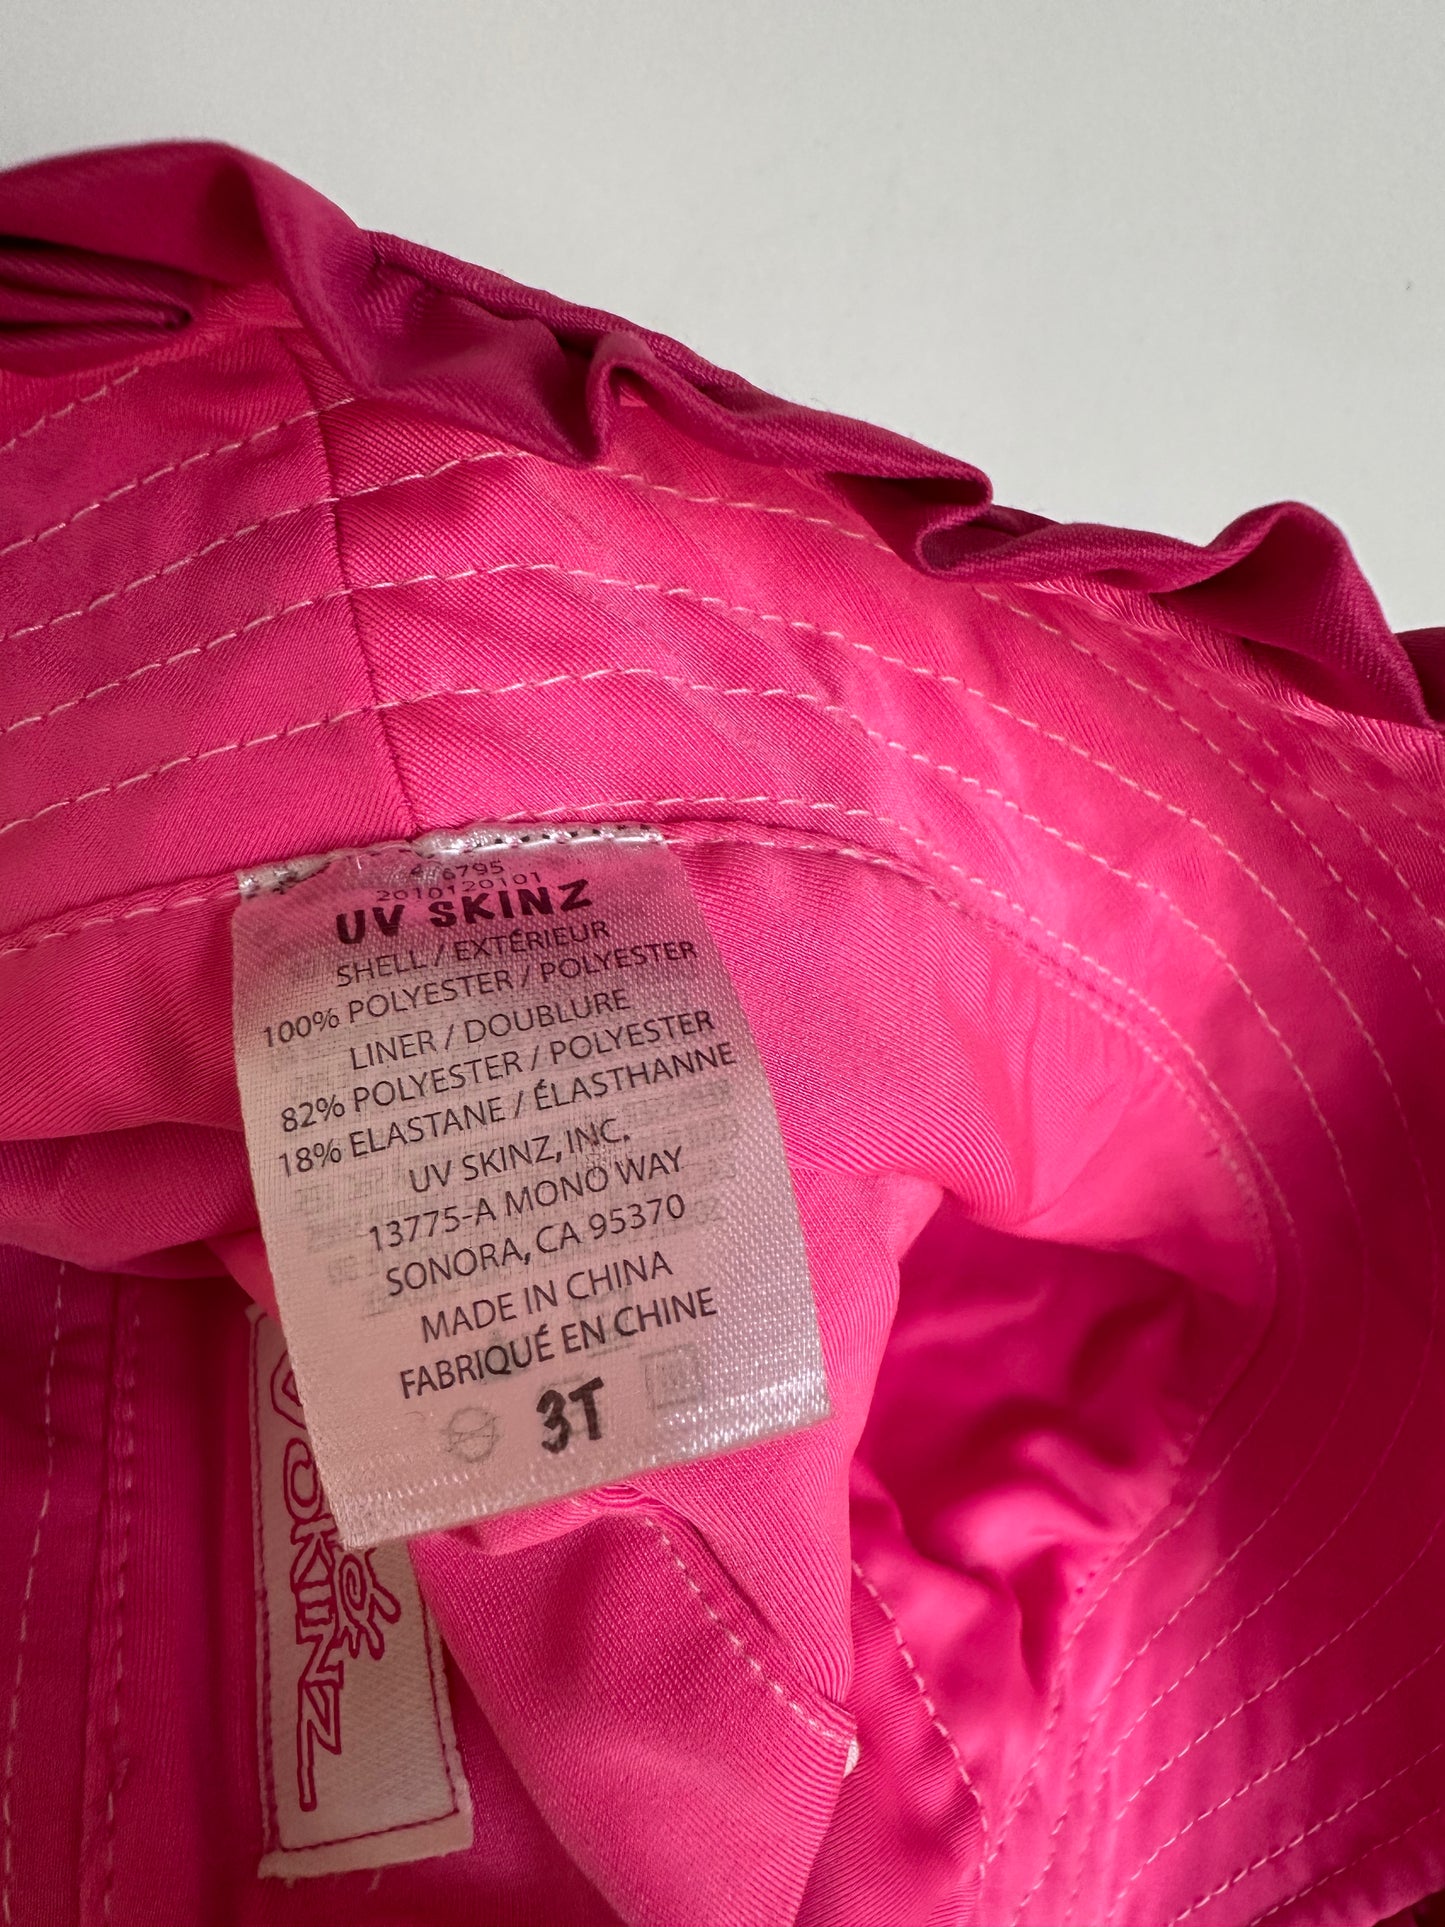 2010120101
UV SKINZ
SHELL / EXTÉRIEUR
100% POLYESTER / POLYESTER
LINER / DOUBLURE
82% POLYESTER / POLYESTER
18% ELASTANE / ÉLASTHANNE
UV SKINZ, INC.
13775-A MONO WAY
SONORA, CA 95370
MADE IN CHINA
FABRIQUÉ EN CHINE
3T
SKINZ